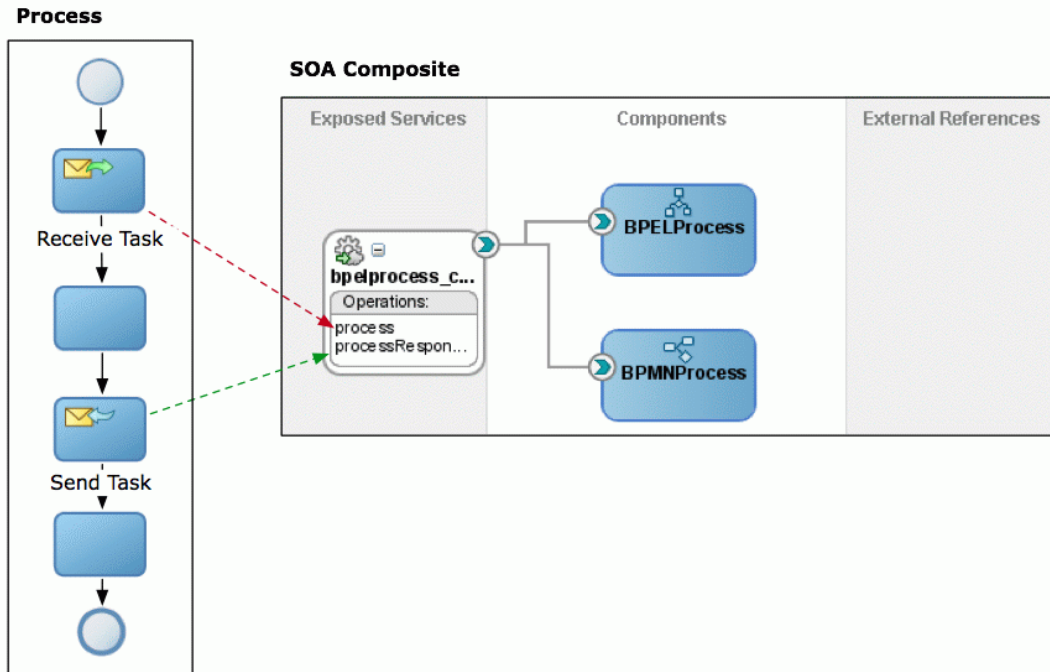 Process
SOA Composite
Exposed Services
Components
External References
Receive Task
Send Task
bpelprocess_c...
Operations:
process
processRespon...
BPELProcess
BPMNProcess